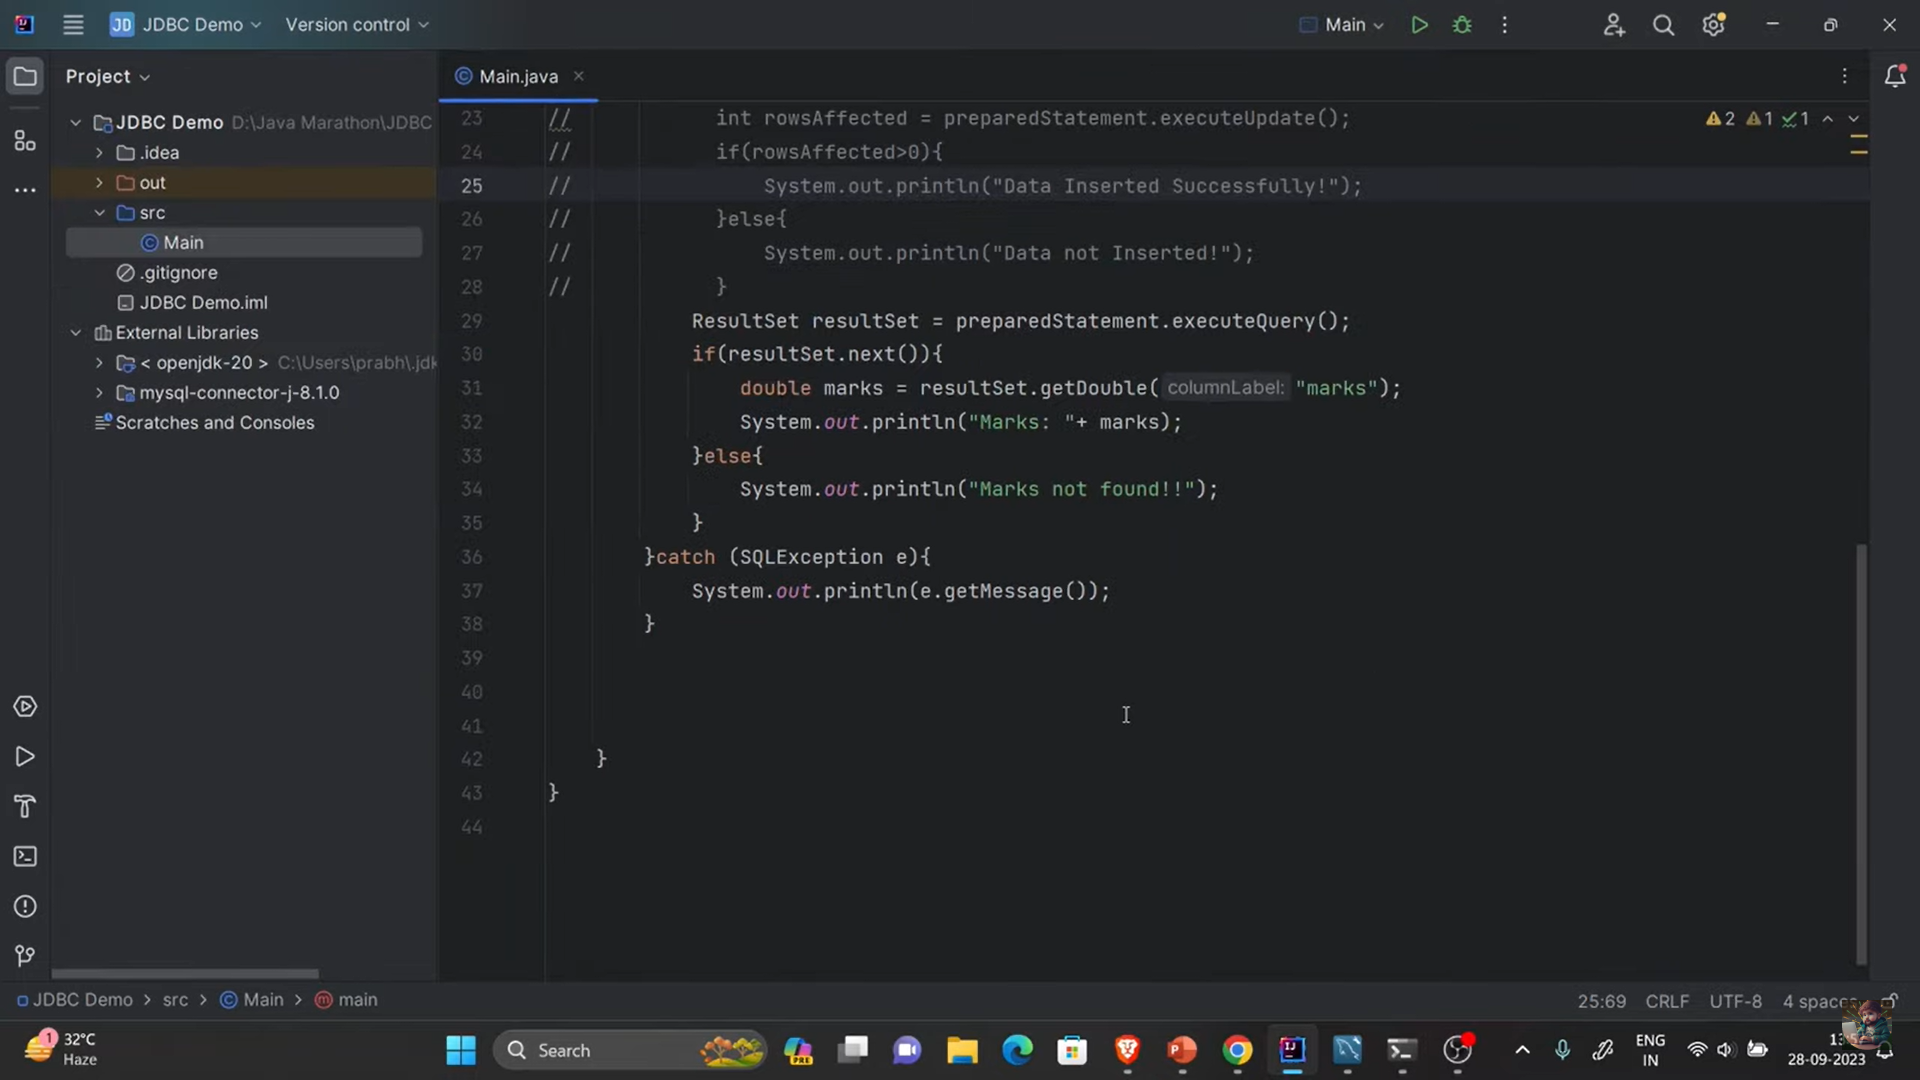 JD JDBC Demo Version control Main
Project
Main.java
JDBC Demo D:\Java Marathon\JDBC
.idea
out
src
Main
.gitignore
JDBC Demo.iml
External Libraries
< openjdk-20 > C:\Users\prabh\.jdk
mysql-connector-j-8.1.0
Scratches and Consoles
2 1 1
23 // int rowsAffected = preparedStatement.executeUpdate();
24 // if(rowsAffected>0){
25 // System.out.println("Data Inserted Successfully!");
26 // }else{
27 // System.out.println("Data not Inserted!");
28 // }
29 ResultSet resultSet = preparedStatement.executeQuery();
30 if(resultSet.next()){
31 double marks = resultSet.getDouble( columnLabel: "marks");
32 System.out.println("Marks: "+ marks);
33 }else{
34 System.out.println("Marks not found!!");
35 }
36 }catch (SQLException e){
37 System.out.println(e.getMessage());
38 }
39
40
41
42 }
43 }
44
JDBC Demo > src > Main > main
25:69 CRLF UTF-8 4
1 32°C
Haze
Search
PRE
ENG
IN
28-09-2023